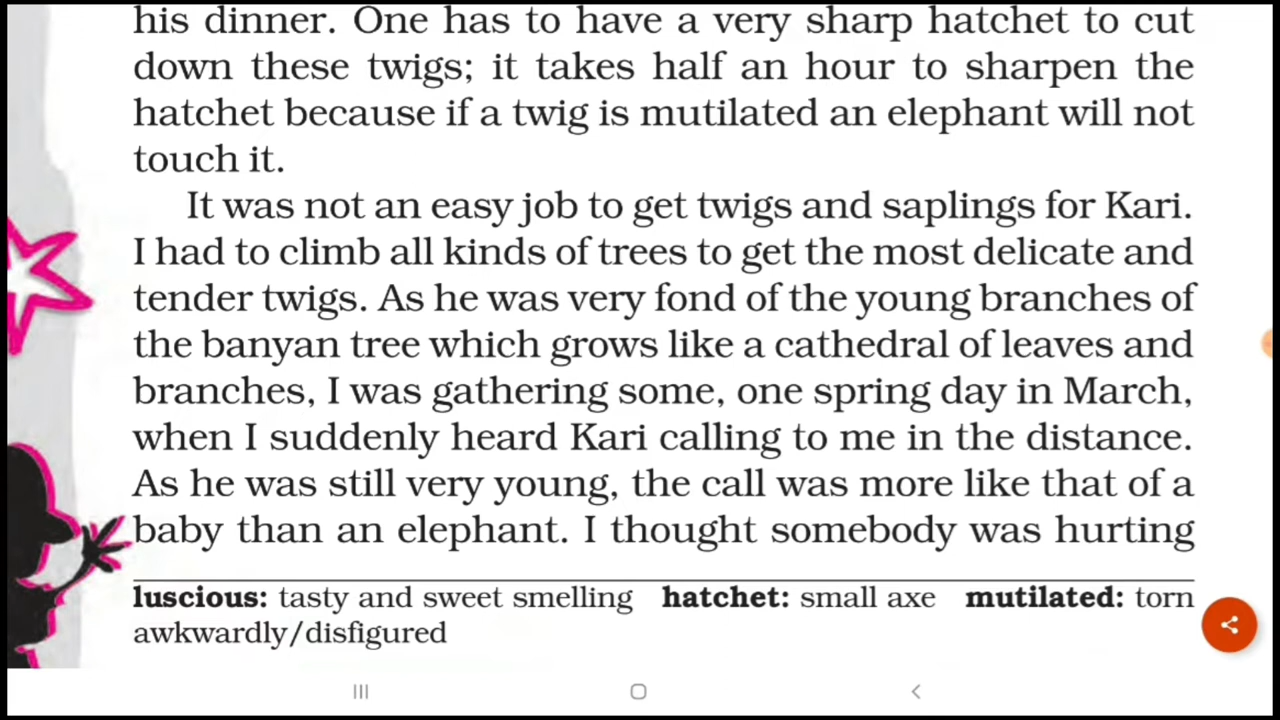 his dinner. One has to have a very sharp hatchet to cut
down these twigs; it takes half an hour to sharpen the
hatchet because if a twig is mutilated an elephant will not
touch it.
It was not an easy job to get twigs and saplings for Kari.
I had to climb all kinds of trees to get the most delicate and
tender twigs. As he was very fond of the young branches of
the banyan tree which grows like a cathedral of leaves and
branches, I was gathering some, one spring day in March,
when I suddenly heard Kari calling to me in the distance.
As he was still very young, the call was more like that of a
baby than an elephant. I thought somebody was hurting
luscious: tasty and sweet smelling hatchet: small axe mutilated: torn
awkwardly/disfigured